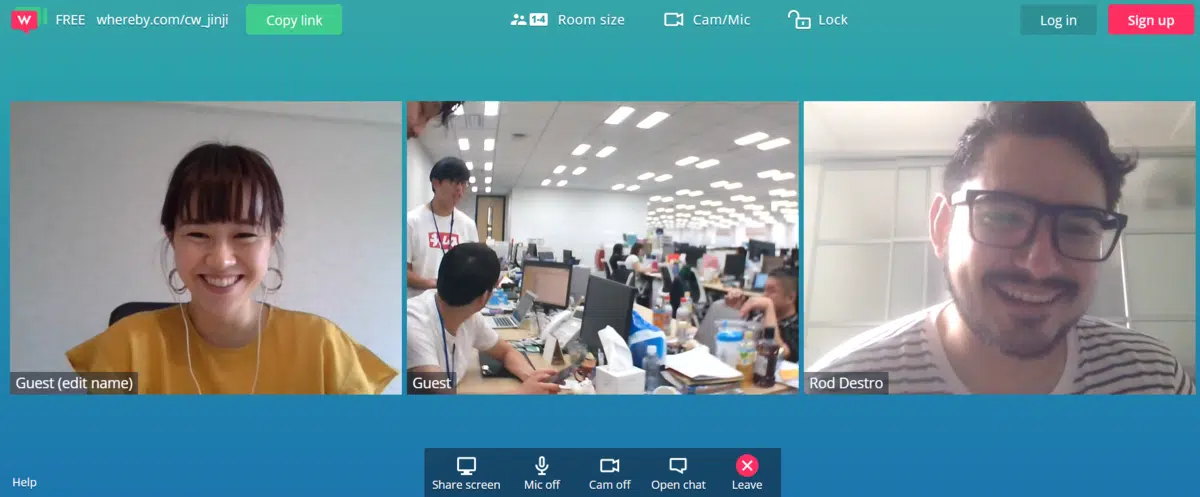 FREE whereby.com/cw_jinji Copy link 1-4 Room size Cam/Mic Lock Log in Sign up
Guest (edit name) Guest Rod Destro
Share screen Mic off Cam off Open chat Leave
Help